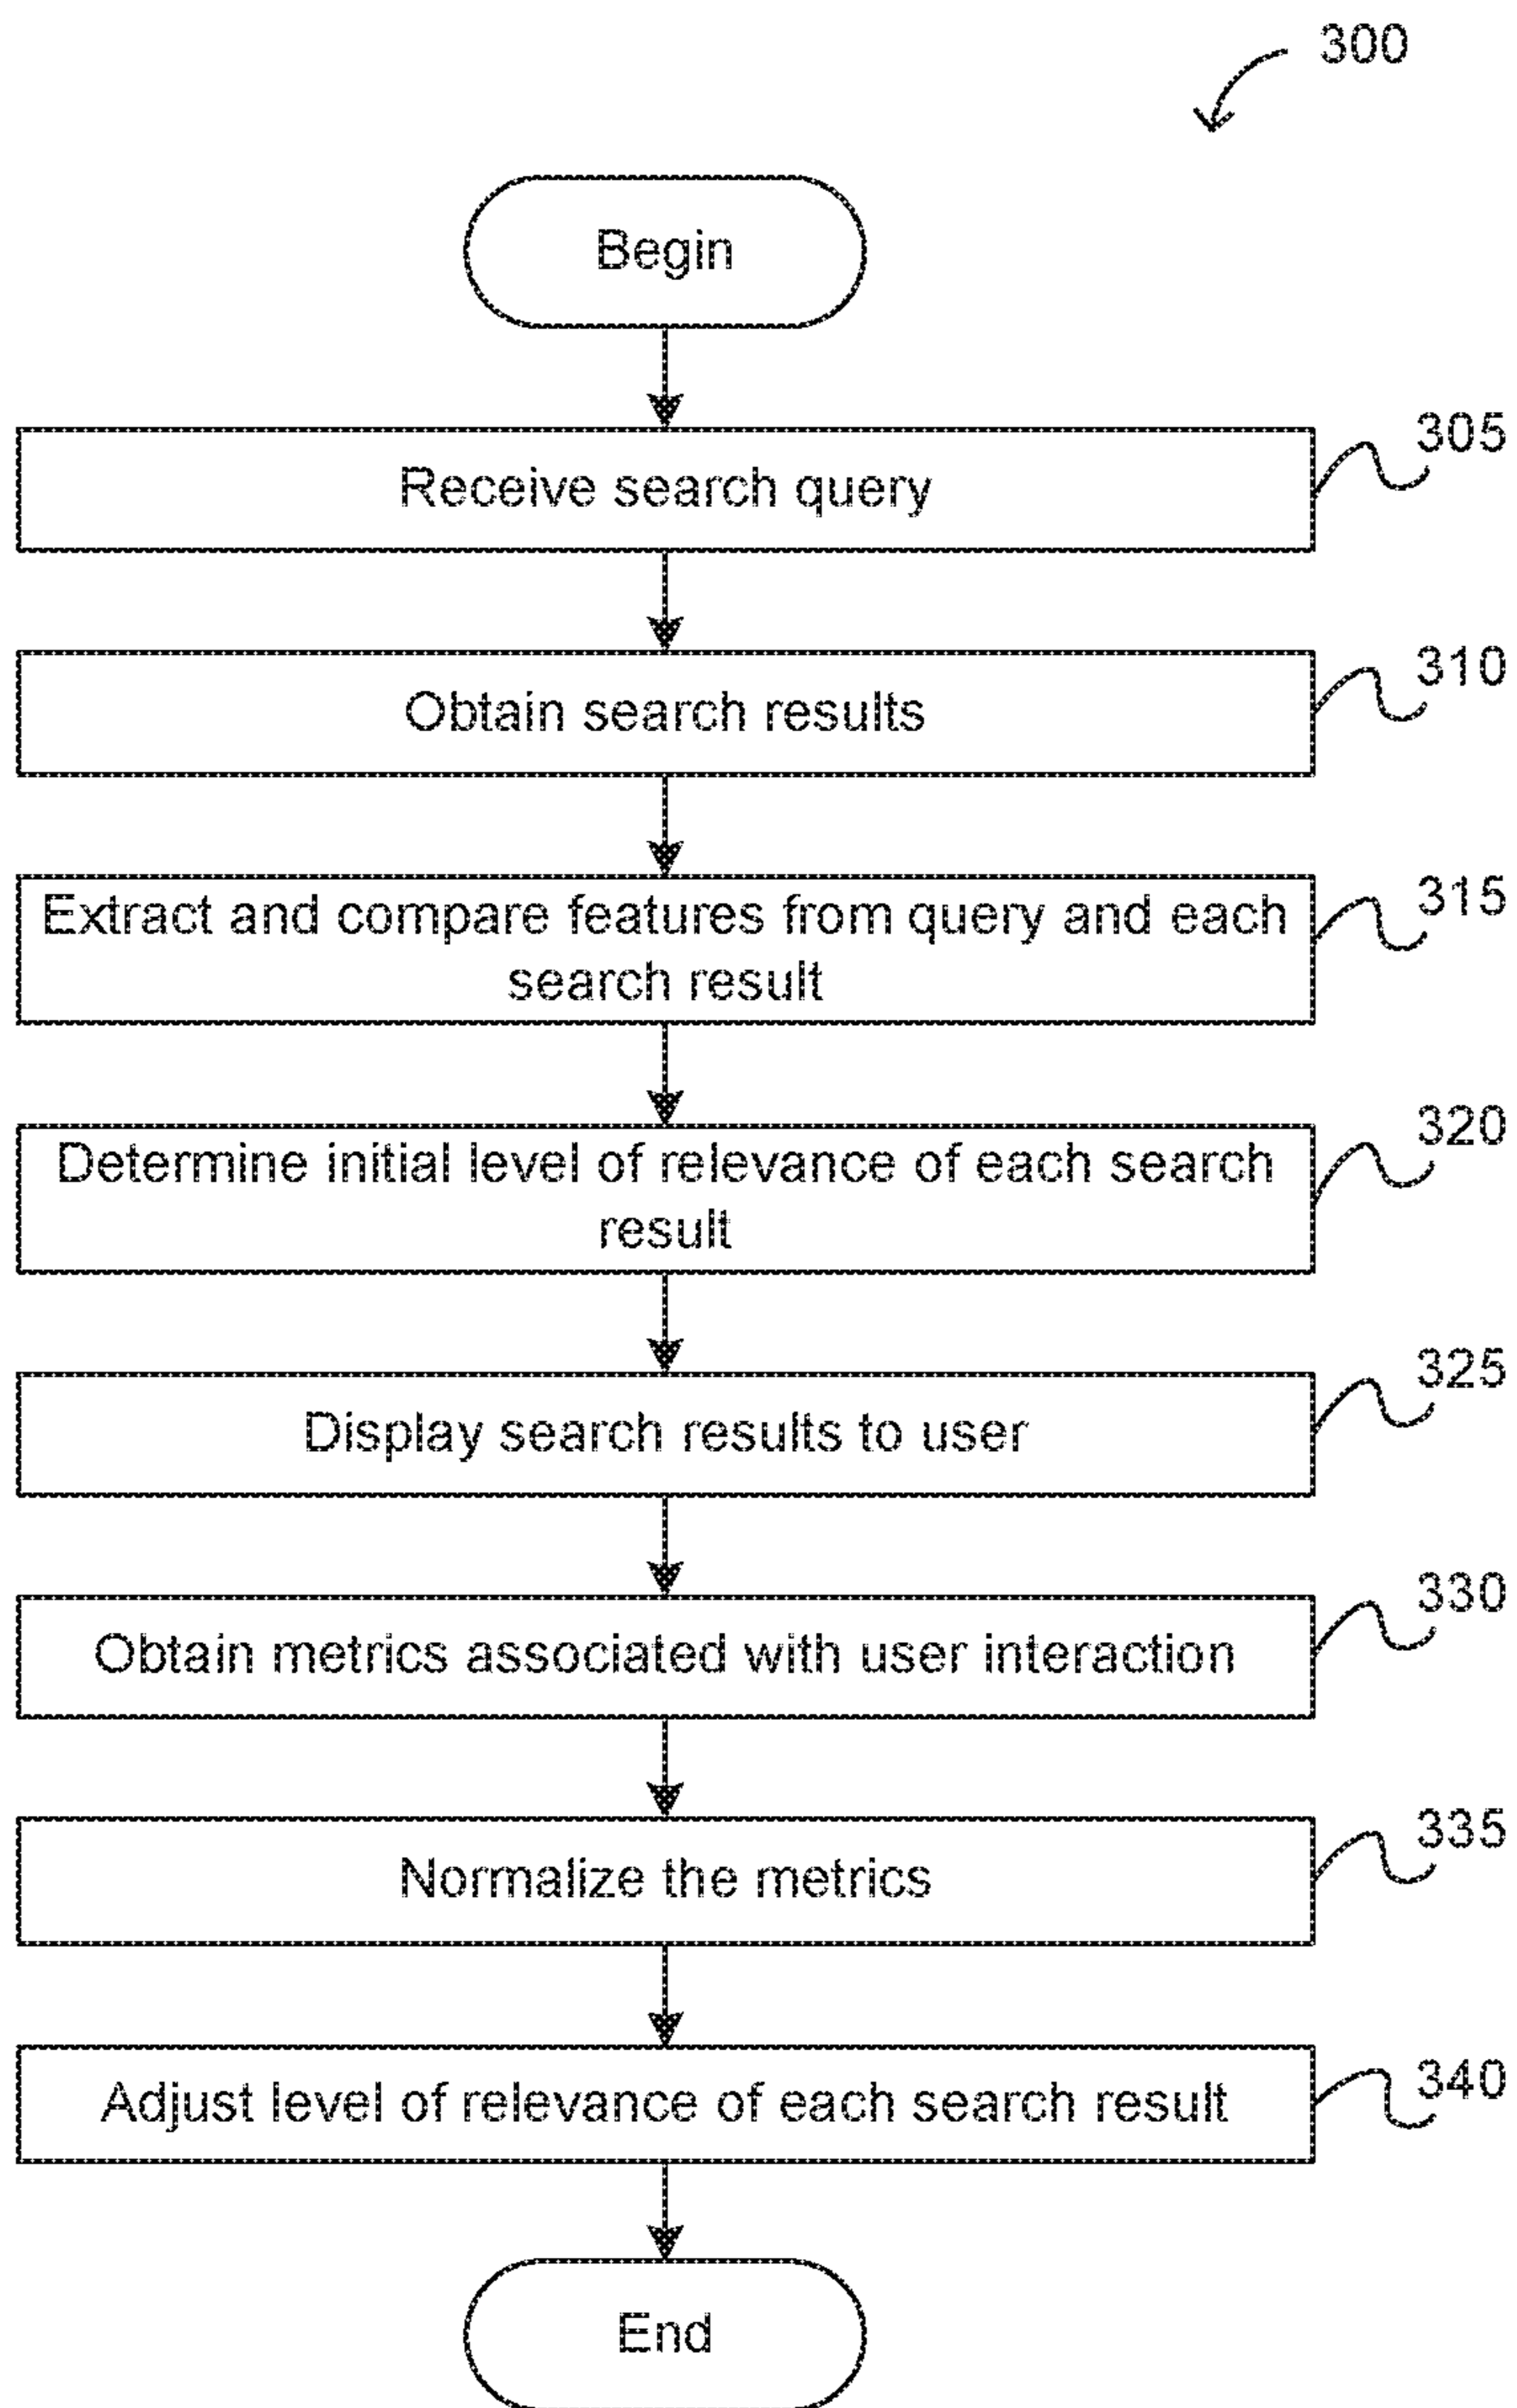 300
Begin
305
Receive search query
310
Obtain search results
315
Extract and compare features from query and each
search result
320
Determine initial level of relevance of each search
result
325
Display search results to user
330
Obtain metrics associated with user interaction
335
Normalize the metrics
340
Adjust level of relevance of each search result
End